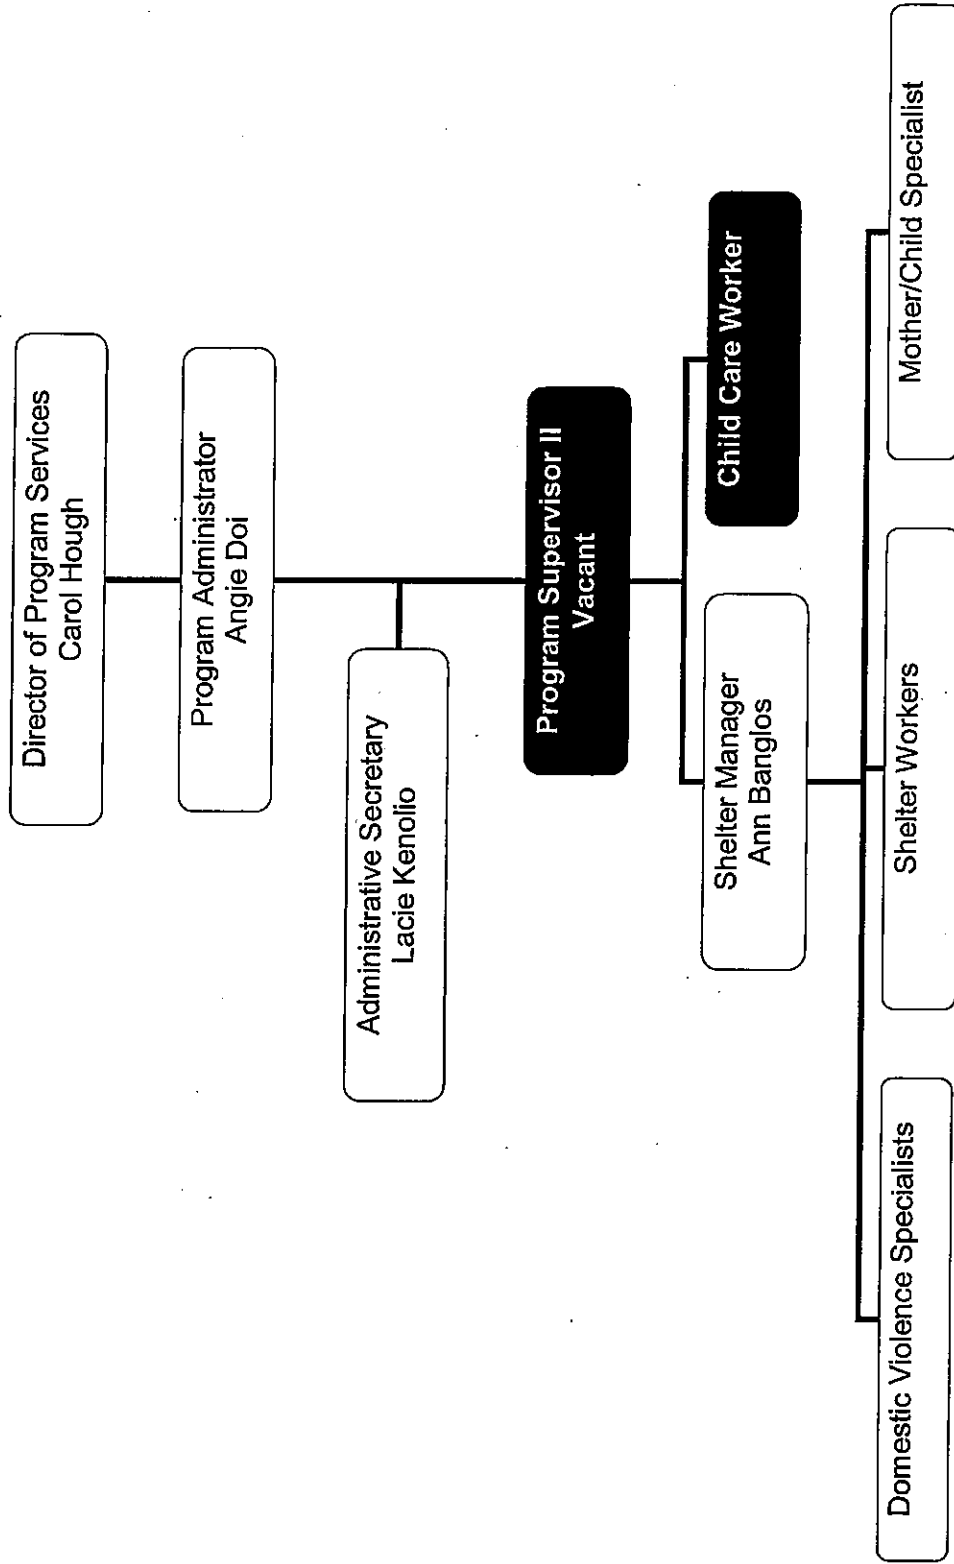 Director of Program Services
Carol Hough
Program Administrator
Angie Doi
Administrative Secretary
Lacie Kenolio
Program Supervisor II
Vacant
Shelter Manager
Ann Banglos
Child Care Worker
Domestic Violence Specialists
Shelter Workers
Mother/Child Specialist